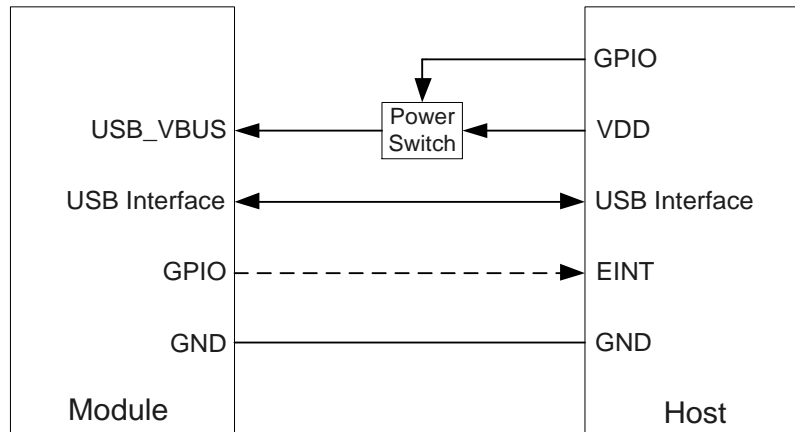 GPIO
Power
Switch
USB_VBUS
VDD
USB Interface
USB Interface
GPIO
EINT
GND
GND
Module
Host